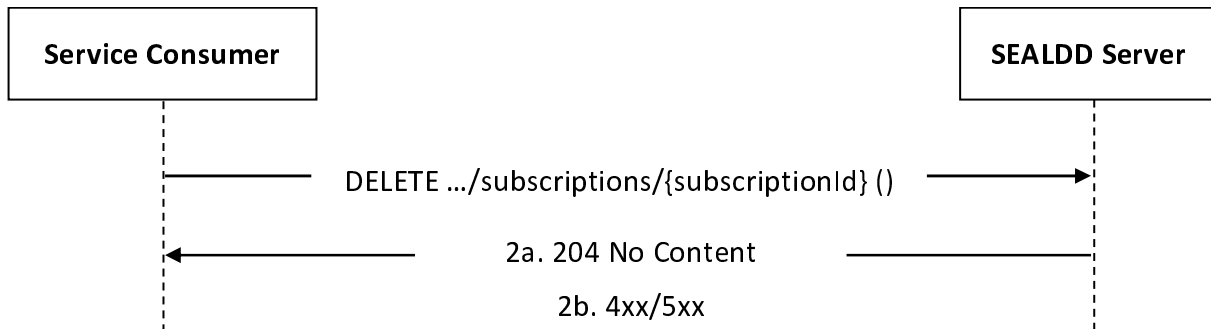 Service Consumer
SEALDD Server
DELETE …/subscriptions/{subscriptionId} ()
2a. 204 No Content
2b. 4xx/5xx